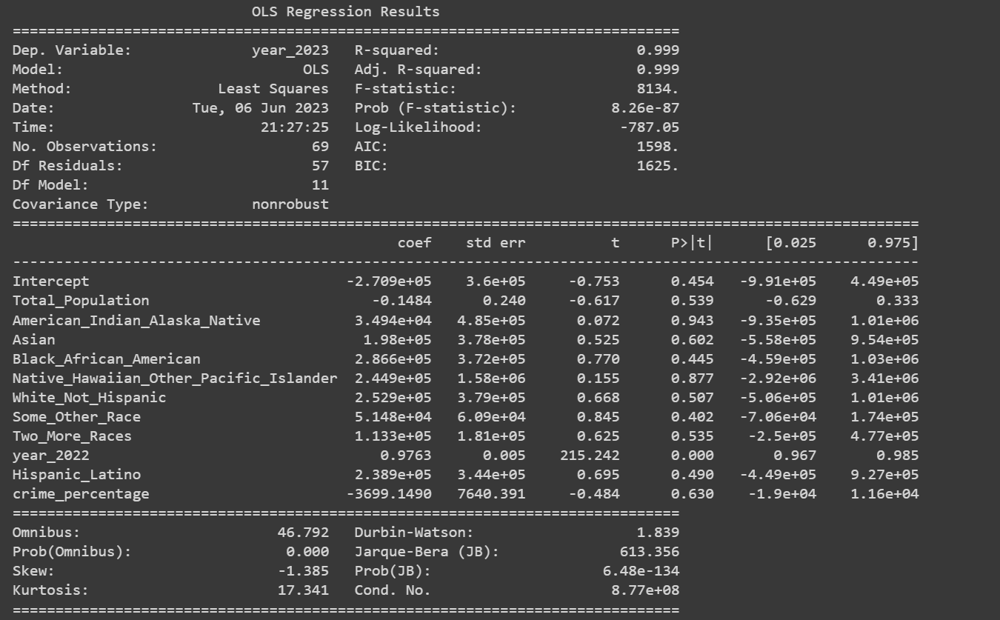 OLS Regression Results
==============================================================================
Dep. Variable:              year_2023   R-squared:                       0.999
Model:                            OLS   Adj. R-squared:                  0.999
Method:                 Least Squares   F-statistic:                     8134.
Date:                Tue, 06 Jun 2023   Prob (F-statistic):           8.26e-87
Time:                        21:27:25   Log-Likelihood:                -787.05
No. Observations:                  69   AIC:                             1598.
Df Residuals:                      57   BIC:                             1625.
Df Model:                          11
Covariance Type:            nonrobust
==========================================================================================================
coef    std err          t      P>|t|      [0.025      0.975]
----------------------------------------------------------------------------------------------------------
Intercept                              -2.709e+05    3.6e+05     -0.753      0.454   -9.91e+05    4.49e+05
Total_Population                          -0.1484      0.240     -0.617      0.539      -0.629       0.333
American_Indian_Alaska_Native           3.494e+04   4.85e+05      0.072      0.943   -9.35e+05    1.01e+06
Asian                                    1.98e+05   3.78e+05      0.525      0.602   -5.58e+05    9.54e+05
Black_African_American                  2.866e+05   3.72e+05      0.770      0.445   -4.59e+05    1.03e+06
Native_Hawaiian_Other_Pacific_Islander  2.449e+05   1.58e+06      0.155      0.877   -2.92e+06    3.41e+06
White_Not_Hispanic                      2.529e+05   3.79e+05      0.668      0.507   -5.06e+05    1.01e+06
Some_Other_Race                         5.148e+04   6.09e+04      0.845      0.402   -7.06e+04    1.74e+05
Two_More_Races                          1.133e+05   1.81e+05      0.625      0.535    -2.5e+05    4.77e+05
year_2022                                  0.9763      0.005    215.242      0.000       0.967       0.985
Hispanic_Latino                         2.389e+05   3.44e+05      0.695      0.490   -4.49e+05    9.27e+05
crime_percentage                       -3699.1490   7640.391     -0.484      0.630    -1.9e+04    1.16e+04
==============================================================================
Omnibus:                       46.792   Durbin-Watson:                   1.839
Prob(Omnibus):                  0.000   Jarque-Bera (JB):              613.356
Skew:                          -1.385   Prob(JB):                    6.48e-134
Kurtosis:                      17.341   Cond. No.                     8.77e+08
==============================================================================